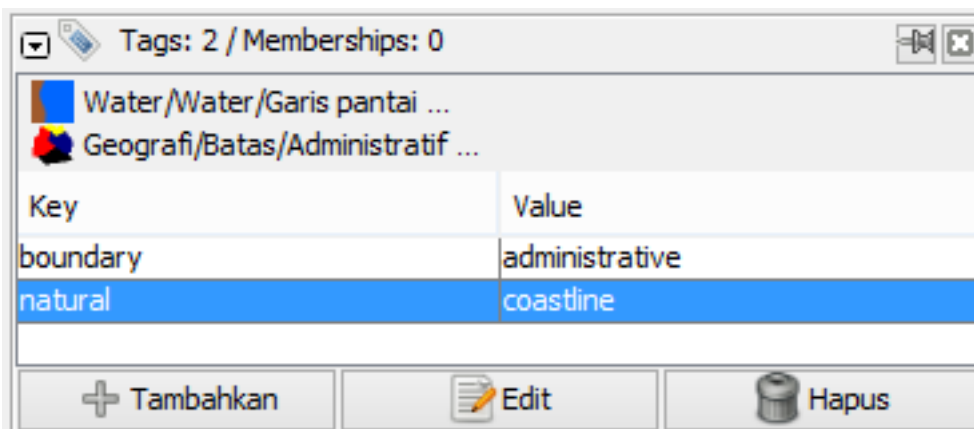 Tags: 2 / Memberships: 0
Water/Water/Garis pantai ...
Geografi/Batas/Administratif ...
Key Value
boundary administrative
natural coastline
Tambahkan Edit Hapus